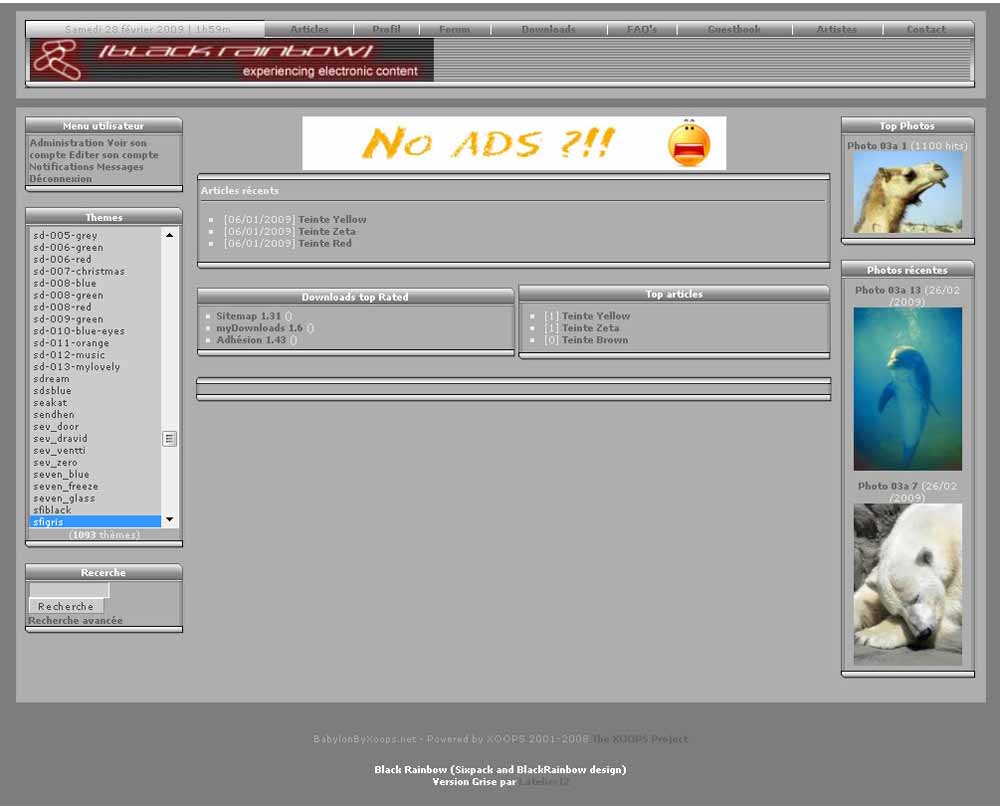 Samedi 28 février 2009 | 1h59m
Articles Profil Forum Downloads FAQ's Guestbook Artistes Contact
[black rainbow]
experiencing electronic content
Menu utilisateur
Administration Voir son
compte Editer son compte
Notifications Messages
Déconnexion
Themes
sd-005-grey
sd-006-green
sd-006-red
sd-007-christmas
sd-008-blue
sd-008-green
sd-008-red
sd-009-green
sd-010-blue-eyes
sd-011-orange
sd-012-music
sd-013-mylovely
sdream
sdsblue
seakat
sendhen
sev_door
sev_dravid
sev_ventti
sev_zero
seven_blue
seven_freeze
seven_glass
sfiblack
sfigris
(1093 thèmes)
Recerche
Recherche
Recherche avancée
No ADS ?!!
Articles récents
[06/01/2009] Teinte Yellow
[06/01/2009] Teinte Zeta
[06/01/2009] Teinte Red
Downloads top Rated
Sitemap 1.31 ()
myDownloads 1.6 ()
Adhésion 1.43 ()
Top articles
[1] Teinte Yellow
[1] Teinte Zeta
[0] Teinte Brown
Top Photos
Photo 03a 1 (1100 hits)
Photos récentes
Photo 03a 13 (26/02
/2009)
Photo 03a 7 (26/02
/2009)
BabylonByXoops.net - Powered by XOOPS 2001-2008 The XOOPS Project
Black Rainbow (Sixpack and BlackRainbow design)
Version Grise par Latelier12